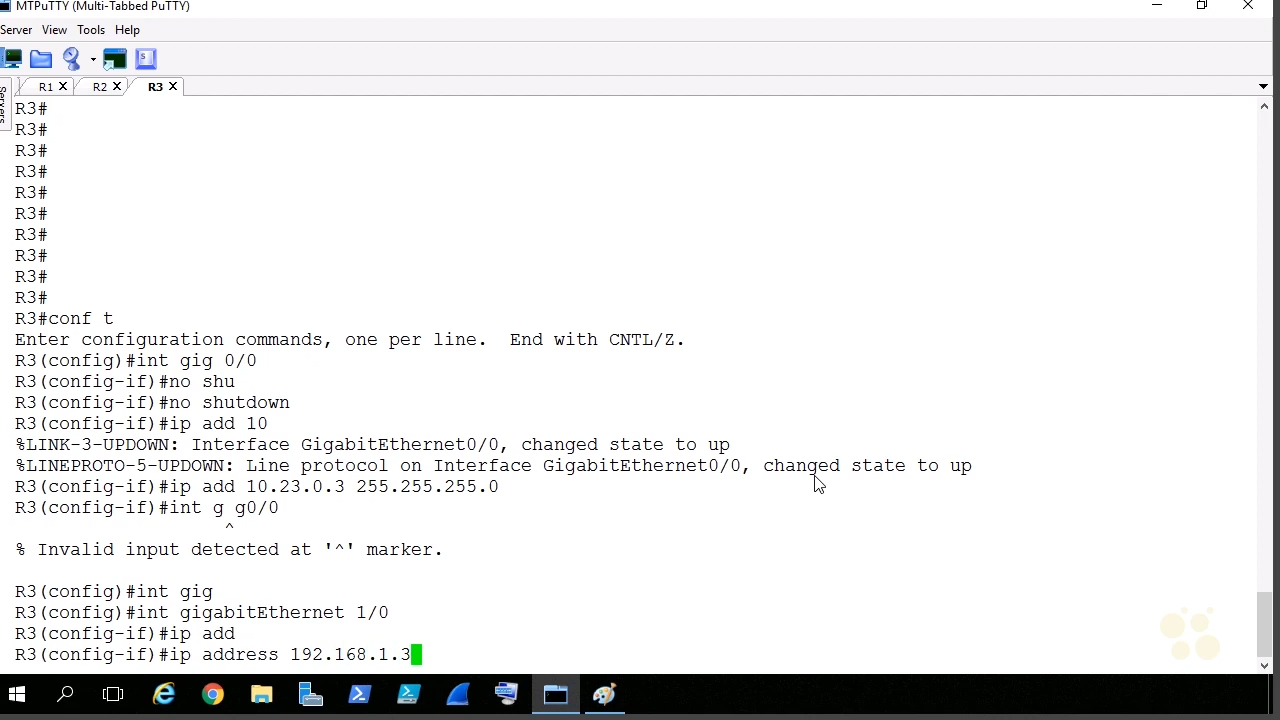 MTPuTTY (Multi-Tabbed PuTTY)
Server View Tools Help
R1 R2 R3
Servers
R3#
R3#
R3#
R3#
R3#
R3#
R3#
R3#
R3#
R3#
R3#conf t
Enter configuration commands, one per line.  End with CNTL/Z.
R3(config)#int gig 0/0
R3(config-if)#no shu
R3(config-if)#no shutdown
R3(config-if)#ip add 10
%LINK-3-UPDOWN: Interface GigabitEthernet0/0, changed state to up
%LINEPROTO-5-UPDOWN: Line protocol on Interface GigabitEthernet0/0, changed state to up
R3(config-if)#ip add 10.23.0.3 255.255.255.0
R3(config-if)#int g g0/0
^
% Invalid input detected at '^' marker.
R3(config)#int gig
R3(config)#int gigabitEthernet 1/0
R3(config-if)#ip add
R3(config-if)#ip address 192.168.1.3